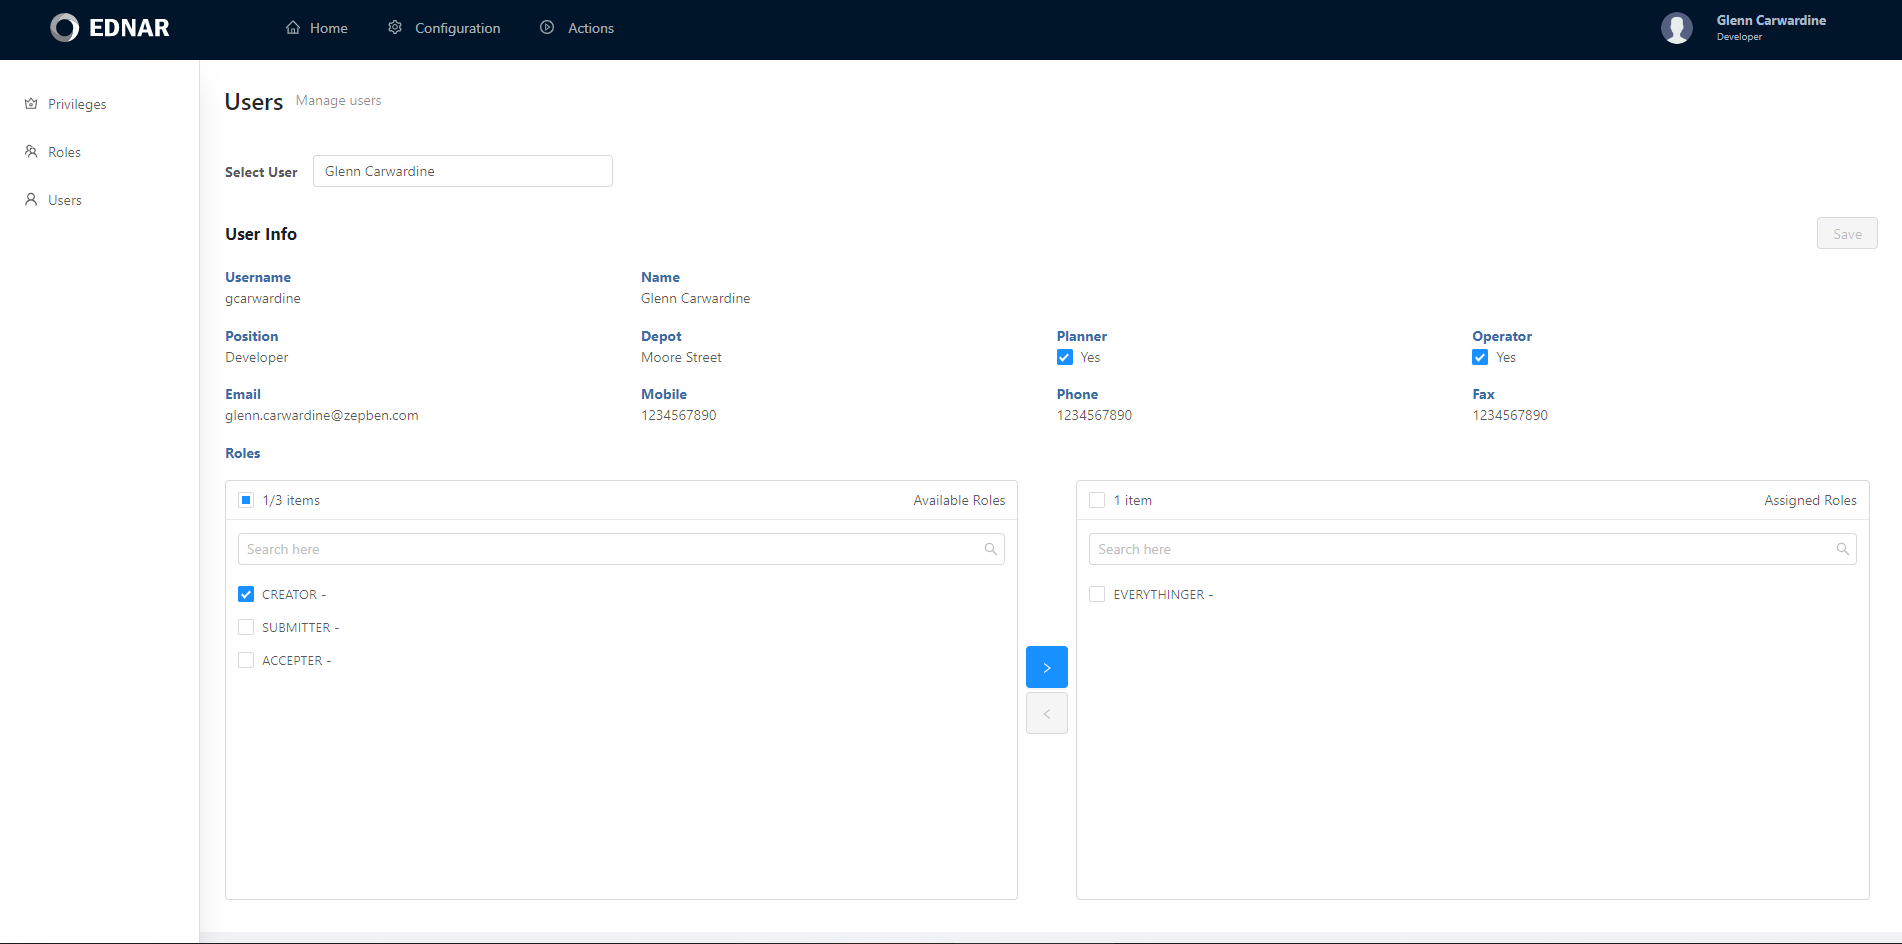 EDNAR
Home
Configuration
Actions
Glenn Carwardine
Developer
Privileges
Roles
Users
Users Manage users
Select User Glenn Carwardine
User Info
Save
Username
gcarwardine
Name
Glenn Carwardine
Position
Developer
Depot
Moore Street
Planner
Yes
Operator
Yes
Email
glenn.carwardine@zepben.com
Mobile
1234567890
Phone
1234567890
Fax
1234567890
Roles
1/3 items Available Roles
Search here
CREATOR -
SUBMITTER -
ACCEPTER -
>
<
1 item Assigned Roles
Search here
EVERYTHINGER -